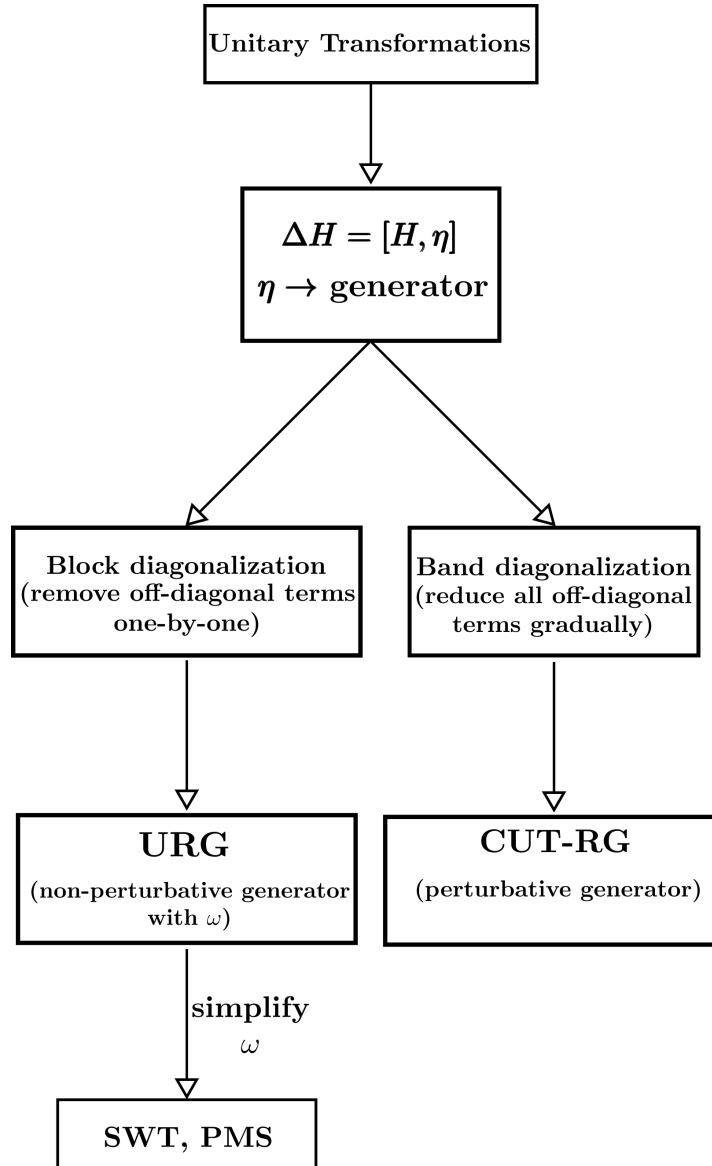 Unitary Transformations
ΔH = [H, η]
η → generator
Block diagonalization
(remove off-diagonal terms
one-by-one)
Band diagonalization
(reduce all off-diagonal
terms gradually)
URG
(non-perturbative generator
with ω)
CUT-RG
(perturbative generator)
simplify
ω
SWT, PMS